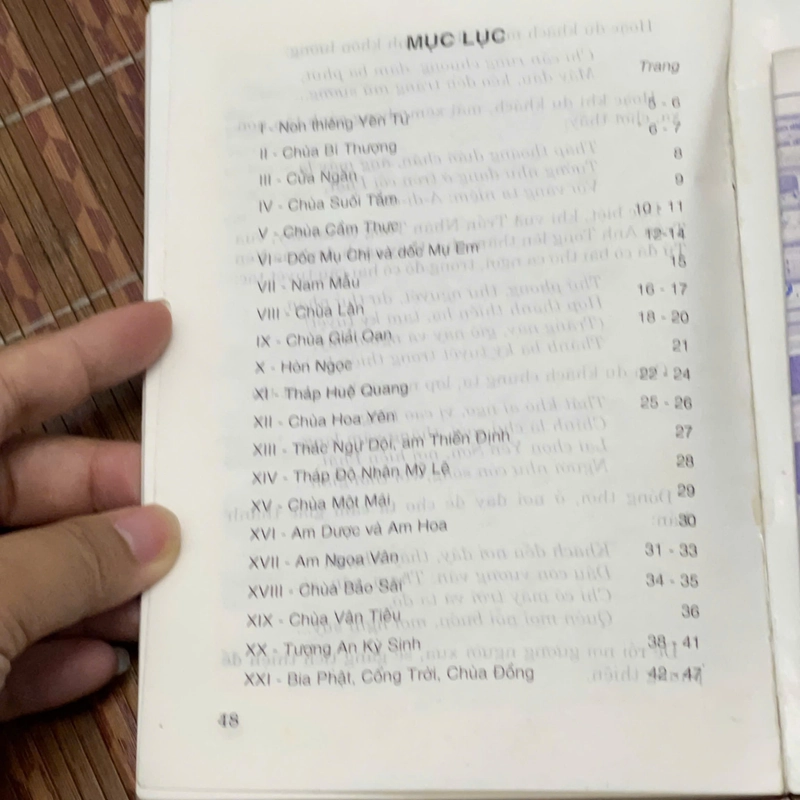 MỤC LỤC
Trang
I - Non thiêng Yên Tử 5 - 6
II - Chùa Bí Thượng 6 - 7
III - Cửa Ngăn 8
IV - Chùa Suối Tắm 9
V - Chùa Cầm Thực 10 - 11
VI - Dốc Mụ Chị và dốc Mụ Em 12-14
VII - Nam Mẫu 15
VIII - Chùa Lân 16 - 17
IX - Chùa Giải Oan 18 - 20
X - Hòn Ngọc 21
XI - Tháp Huệ Quang 22 - 24
XII - Chùa Hoa Yên 25 - 26
XIII - Thác Ngự Dội, am Thiền Định 27
XIV - Tháp Độ Nhân Mỹ Lệ 28
XV - Chùa Một Mái 29
XVI - Am Dược và Am Hoa 30
XVII - Am Ngọa Vân 31 - 33
XVIII - Chùa Bảo Sái 34 - 35
XIX - Chùa Vân Tiêu 36
XX - Tượng An Kỳ Sinh 38 - 41
XXI - Bia Phật, Cổng Trời, Chùa Đồng 42 - 47
48